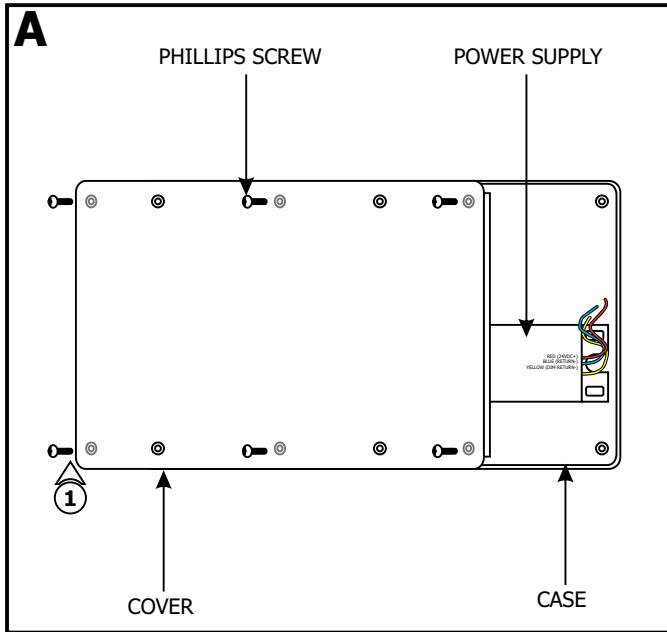 A
PHILLIPS SCREW
POWER SUPPLY
RED (24VDC+)
BLUE (RETURN-)
YELLOW (DIM RETURN-)
1
COVER
CASE